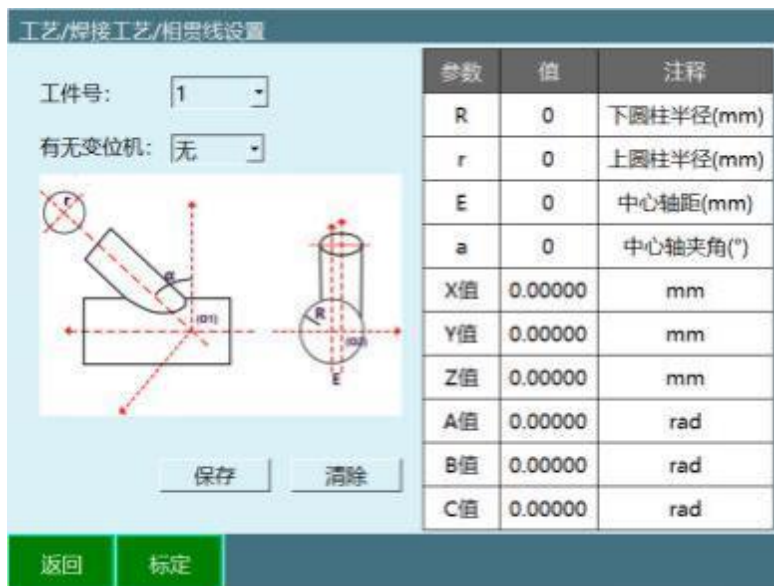 工艺/焊接工艺/相贯线设置
工件号: 1
有无变位机: 无
r
α
(O1)
R
(O2)
E
保存 清除
参数 值 注释
R 0 下圆柱半径(mm)
r 0 上圆柱半径(mm)
E 0 中心轴距(mm)
a 0 中心轴夹角(°)
X值 0.00000 mm
Y值 0.00000 mm
Z值 0.00000 mm
A值 0.00000 rad
B值 0.00000 rad
C值 0.00000 rad
返回 标定